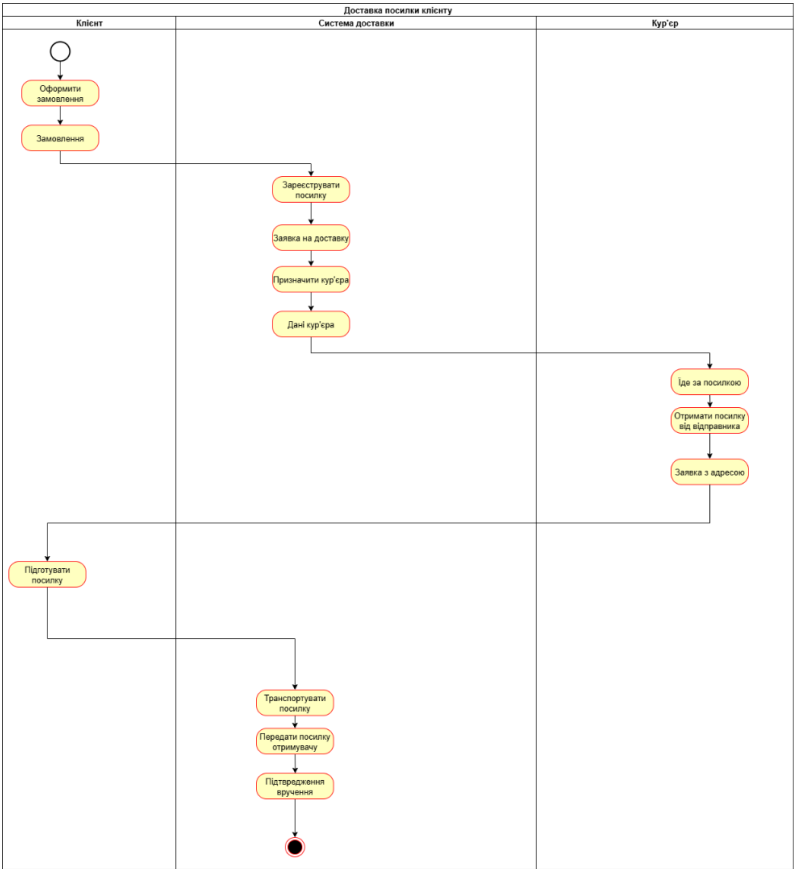 Доставка посилки клієнту
Клієнт
Система доставки
Кур'єр
Оформити
замовлення
Замовлення
Зареєструвати
посилку
Заявка на доставку
Призначити кур'єра
Дані кур'єра
Їде за посилкою
Отримати посилку
від відправника
Заявка з адресою
Підготувати
посилку
Транспортувати
посилку
Передати посилку
отримувачу
Підтвредження
вручення